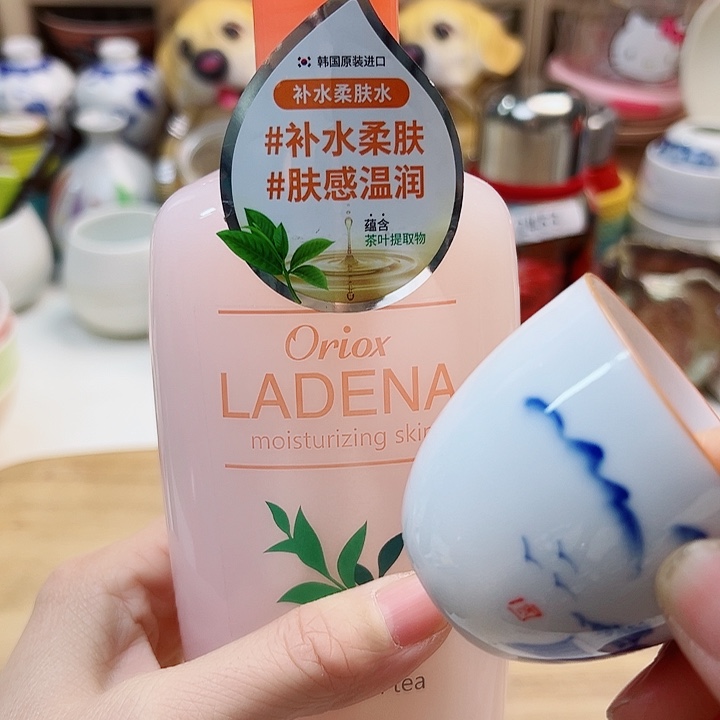 韩国原装进口
补水柔肤水
#补水柔肤
#肤感温润
蕴含
茶叶提取物
Oriox
LADENA
moisturizing skin
tea